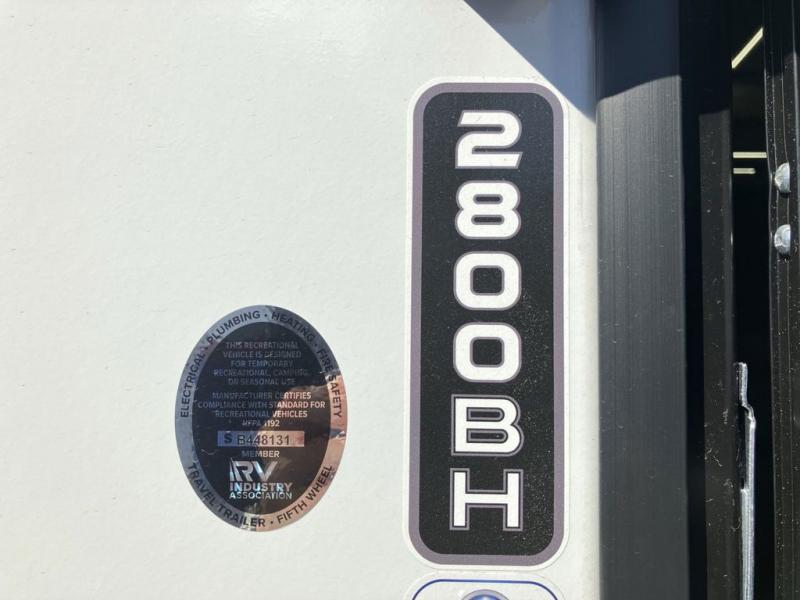 ELECTRICAL • PLUMBING • HEATING • FIRE SAFETY
THIS RECREATIONAL
VEHICLE IS DESIGNED
FOR TEMPORARY
RECREATIONAL, CAMPING,
OR SEASONAL USE
MANUFACTURER CERTIFIES
COMPLIANCE WITH STANDARD FOR
RECREATIONAL VEHICLES
NFPA 1192
S B448131
MEMBER
RV
INDUSTRY
ASSOCIATION
TRAVEL TRAILER • FIFTH WHEEL
2800BH